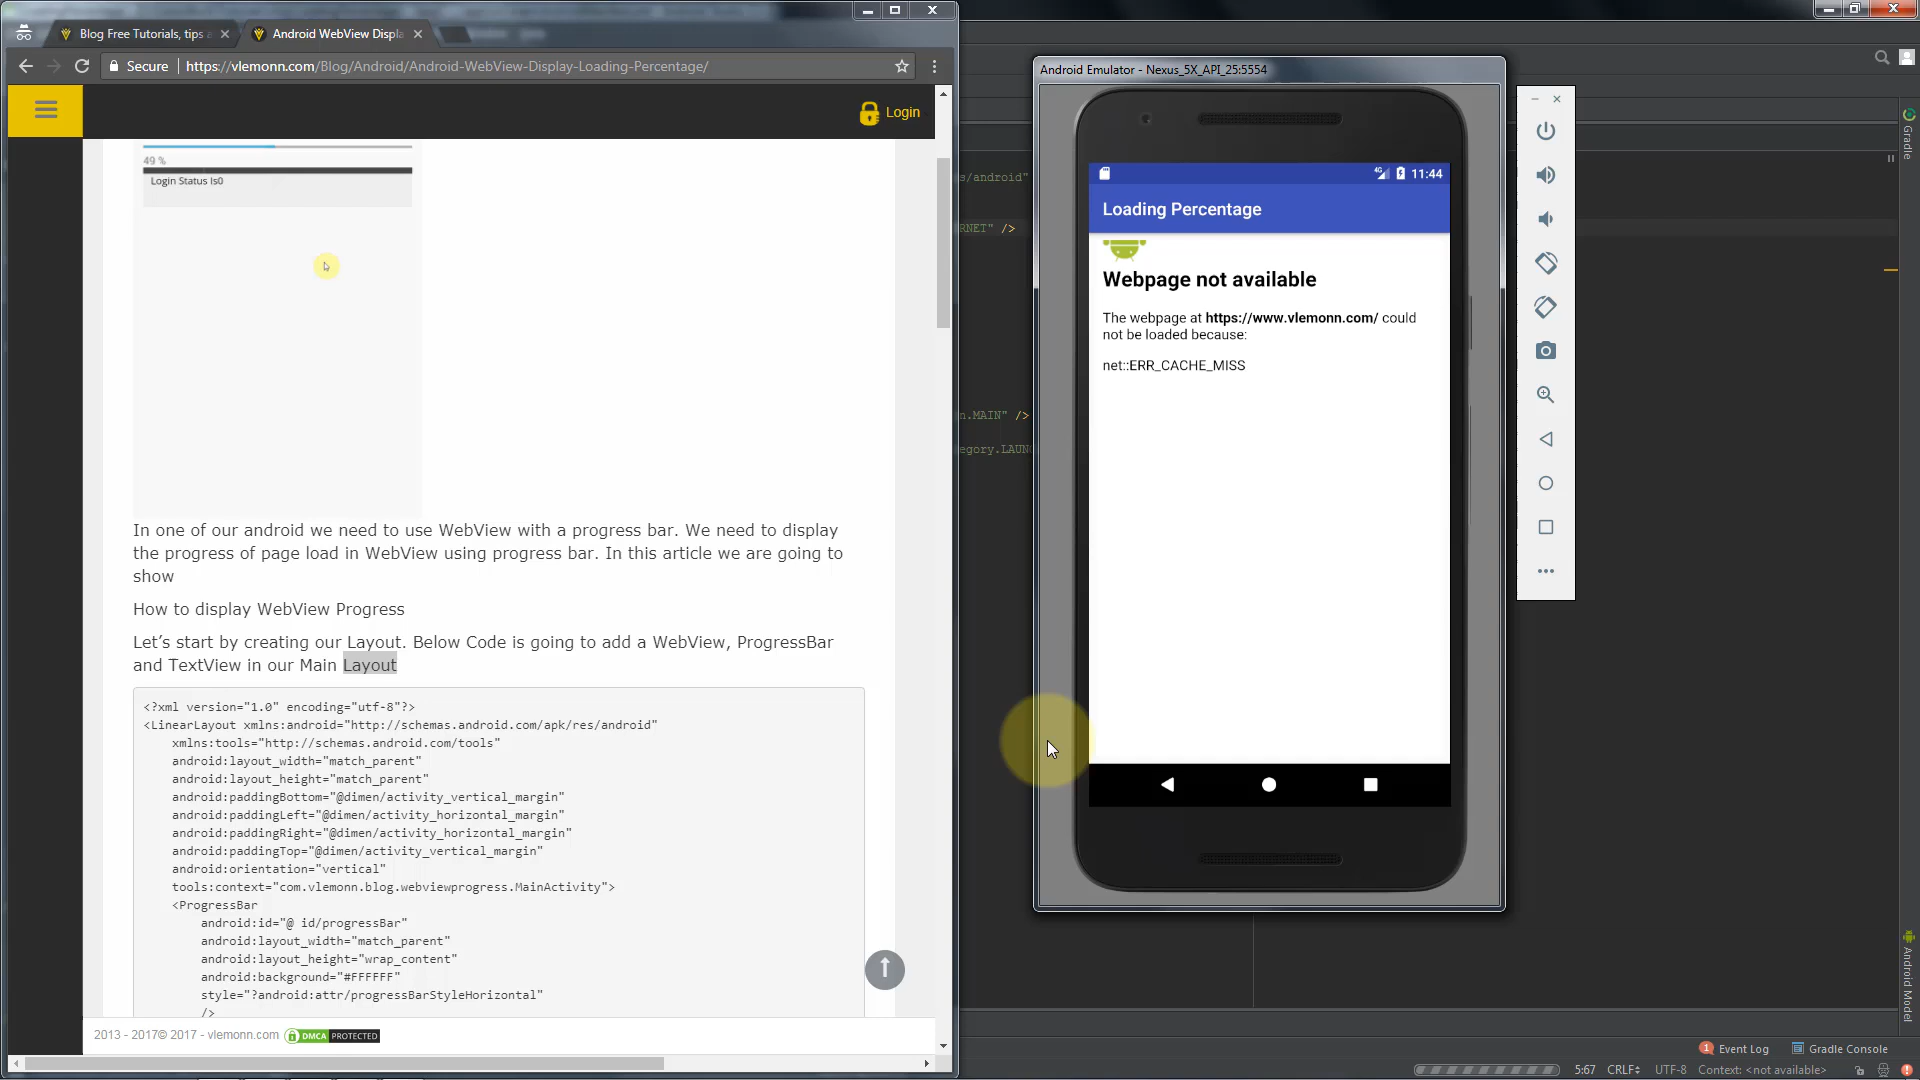 Blog Free Tutorials, tips a
Android WebView Displa
Secure
https://vlemonn.com/Blog/Android/Android-WebView-Display-Loading-Percentage/
Login
49 %
Login Status Is0
In one of our android we need to use WebView with a progress bar. We need to display
the progress of page load in WebView using progress bar. In this article we are going to
show
How to display WebView Progress
Let’s start by creating our Layout. Below Code is going to add a WebView, ProgressBar
and TextView in our Main Layout
<?xml version="1.0" encoding="utf-8"?>
<LinearLayout xmlns:android="http://schemas.android.com/apk/res/android"
xmlns:tools="http://schemas.android.com/tools"
android:layout_width="match_parent"
android:layout_height="match_parent"
android:paddingBottom="@dimen/activity_vertical_margin"
android:paddingLeft="@dimen/activity_horizontal_margin"
android:paddingRight="@dimen/activity_horizontal_margin"
android:paddingTop="@dimen/activity_vertical_margin"
android:orientation="vertical"
tools:context="com.vlemonn.blog.webviewprogress.MainActivity">
<ProgressBar
android:id="@ id/progressBar"
android:layout_width="match_parent"
android:layout_height="wrap_content"
android:background="#FFFFFF"
style="?android:attr/progressBarStyleHorizontal"
/>
2013 - 2017© 2017 - vlemonn.com
DMCA PROTECTED
s/android"
RNET" />
n.MAIN" />
egory.LAUN
Android Emulator - Nexus_5X_API_25:5554
4G 11:44
Loading Percentage
Webpage not available
The webpage at https://www.vlemonn.com/ could
not be loaded because:
net::ERR_CACHE_MISS
Gradle
Android Model
1 Event Log
Gradle Console
5:67 CRLF÷ UTF-8 Context: <not available>